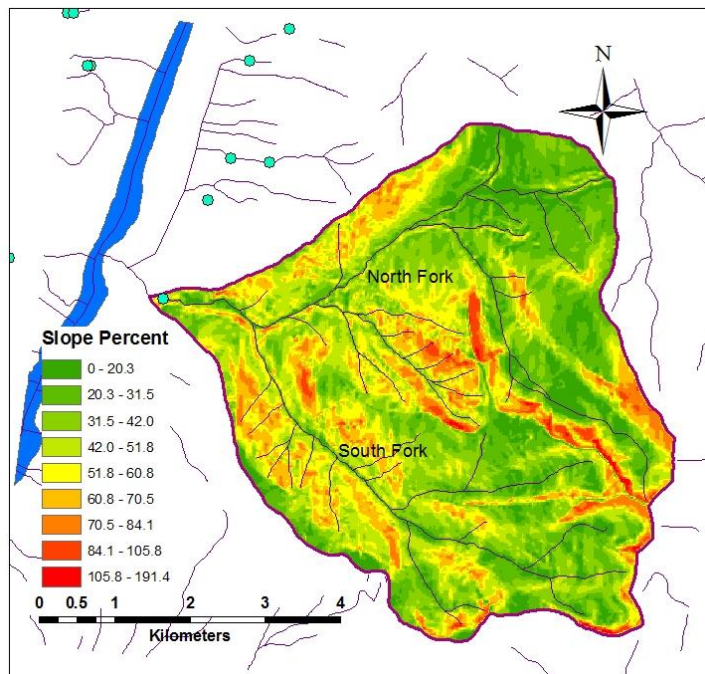 N
North Fork
South Fork
Slope Percent
0 - 20.3
20.3 - 31.5
31.5 - 42.0
42.0 - 51.8
51.8 - 60.8
60.8 - 70.5
70.5 - 84.1
84.1 - 105.8
105.8 - 191.4
0 0.5 1 2 3 4
Kilometers